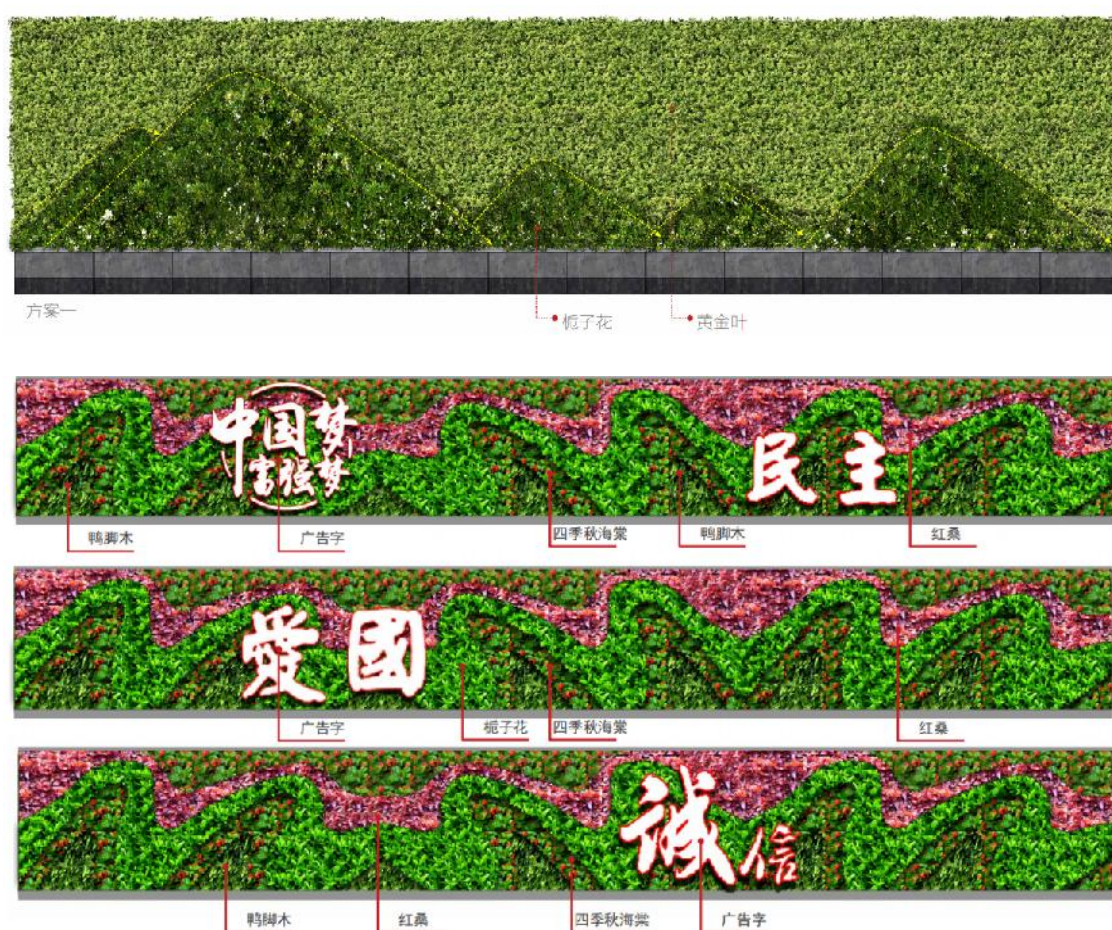 方案一
栀子花
黄金叶
中国梦
富强梦
民主
鸭脚木
广告字
四季秋海棠
鸭脚木
红桑
愛國
广告字
栀子花
四季秋海棠
红桑
誠信
鸭脚木
红桑
四季秋海棠
广告字